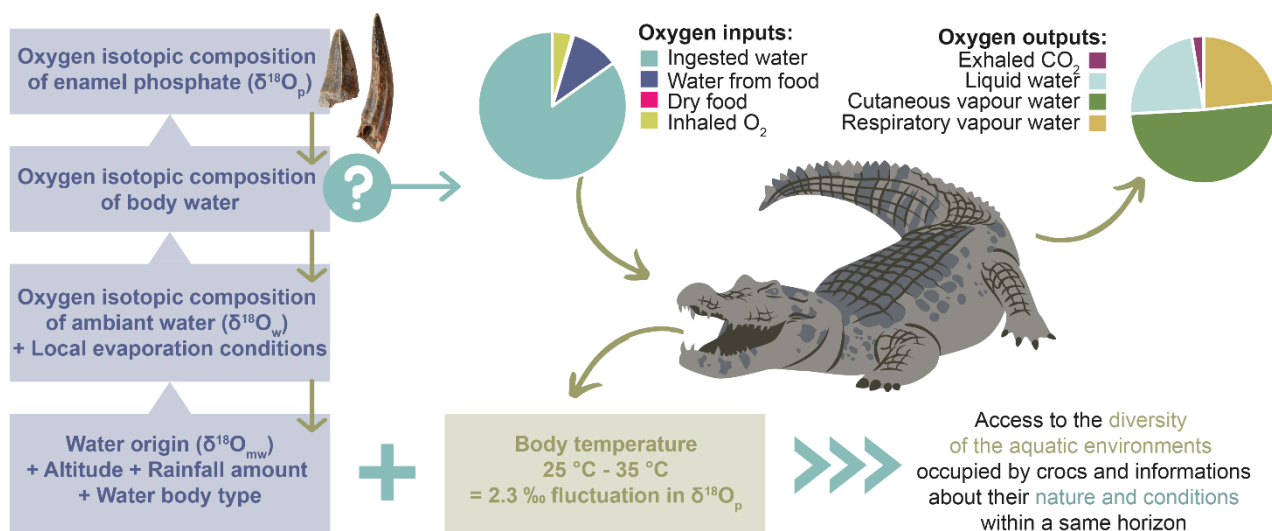 Oxygen isotopic composition
of enamel phosphate (δ¹⁸Oₚ)
Oxygen isotopic composition
of body water
?
Oxygen isotopic composition
of ambiant water (δ¹⁸O_w)
+ Local evaporation conditions
Water origin (δ¹⁸O_mw)
+ Altitude + Rainfall amount
+ Water body type
Oxygen inputs:
Ingested water
Water from food
Dry food
Inhaled O₂
Oxygen outputs:
Exhaled CO₂
Liquid water
Cutaneous vapour water
Respiratory vapour water
+
Body temperature
25 °C - 35 °C
= 2.3 ‰ fluctuation in δ¹⁸Oₚ
Access to the diversity
of the aquatic environments
occupied by crocs and informations
about their nature and conditions
within a same horizon